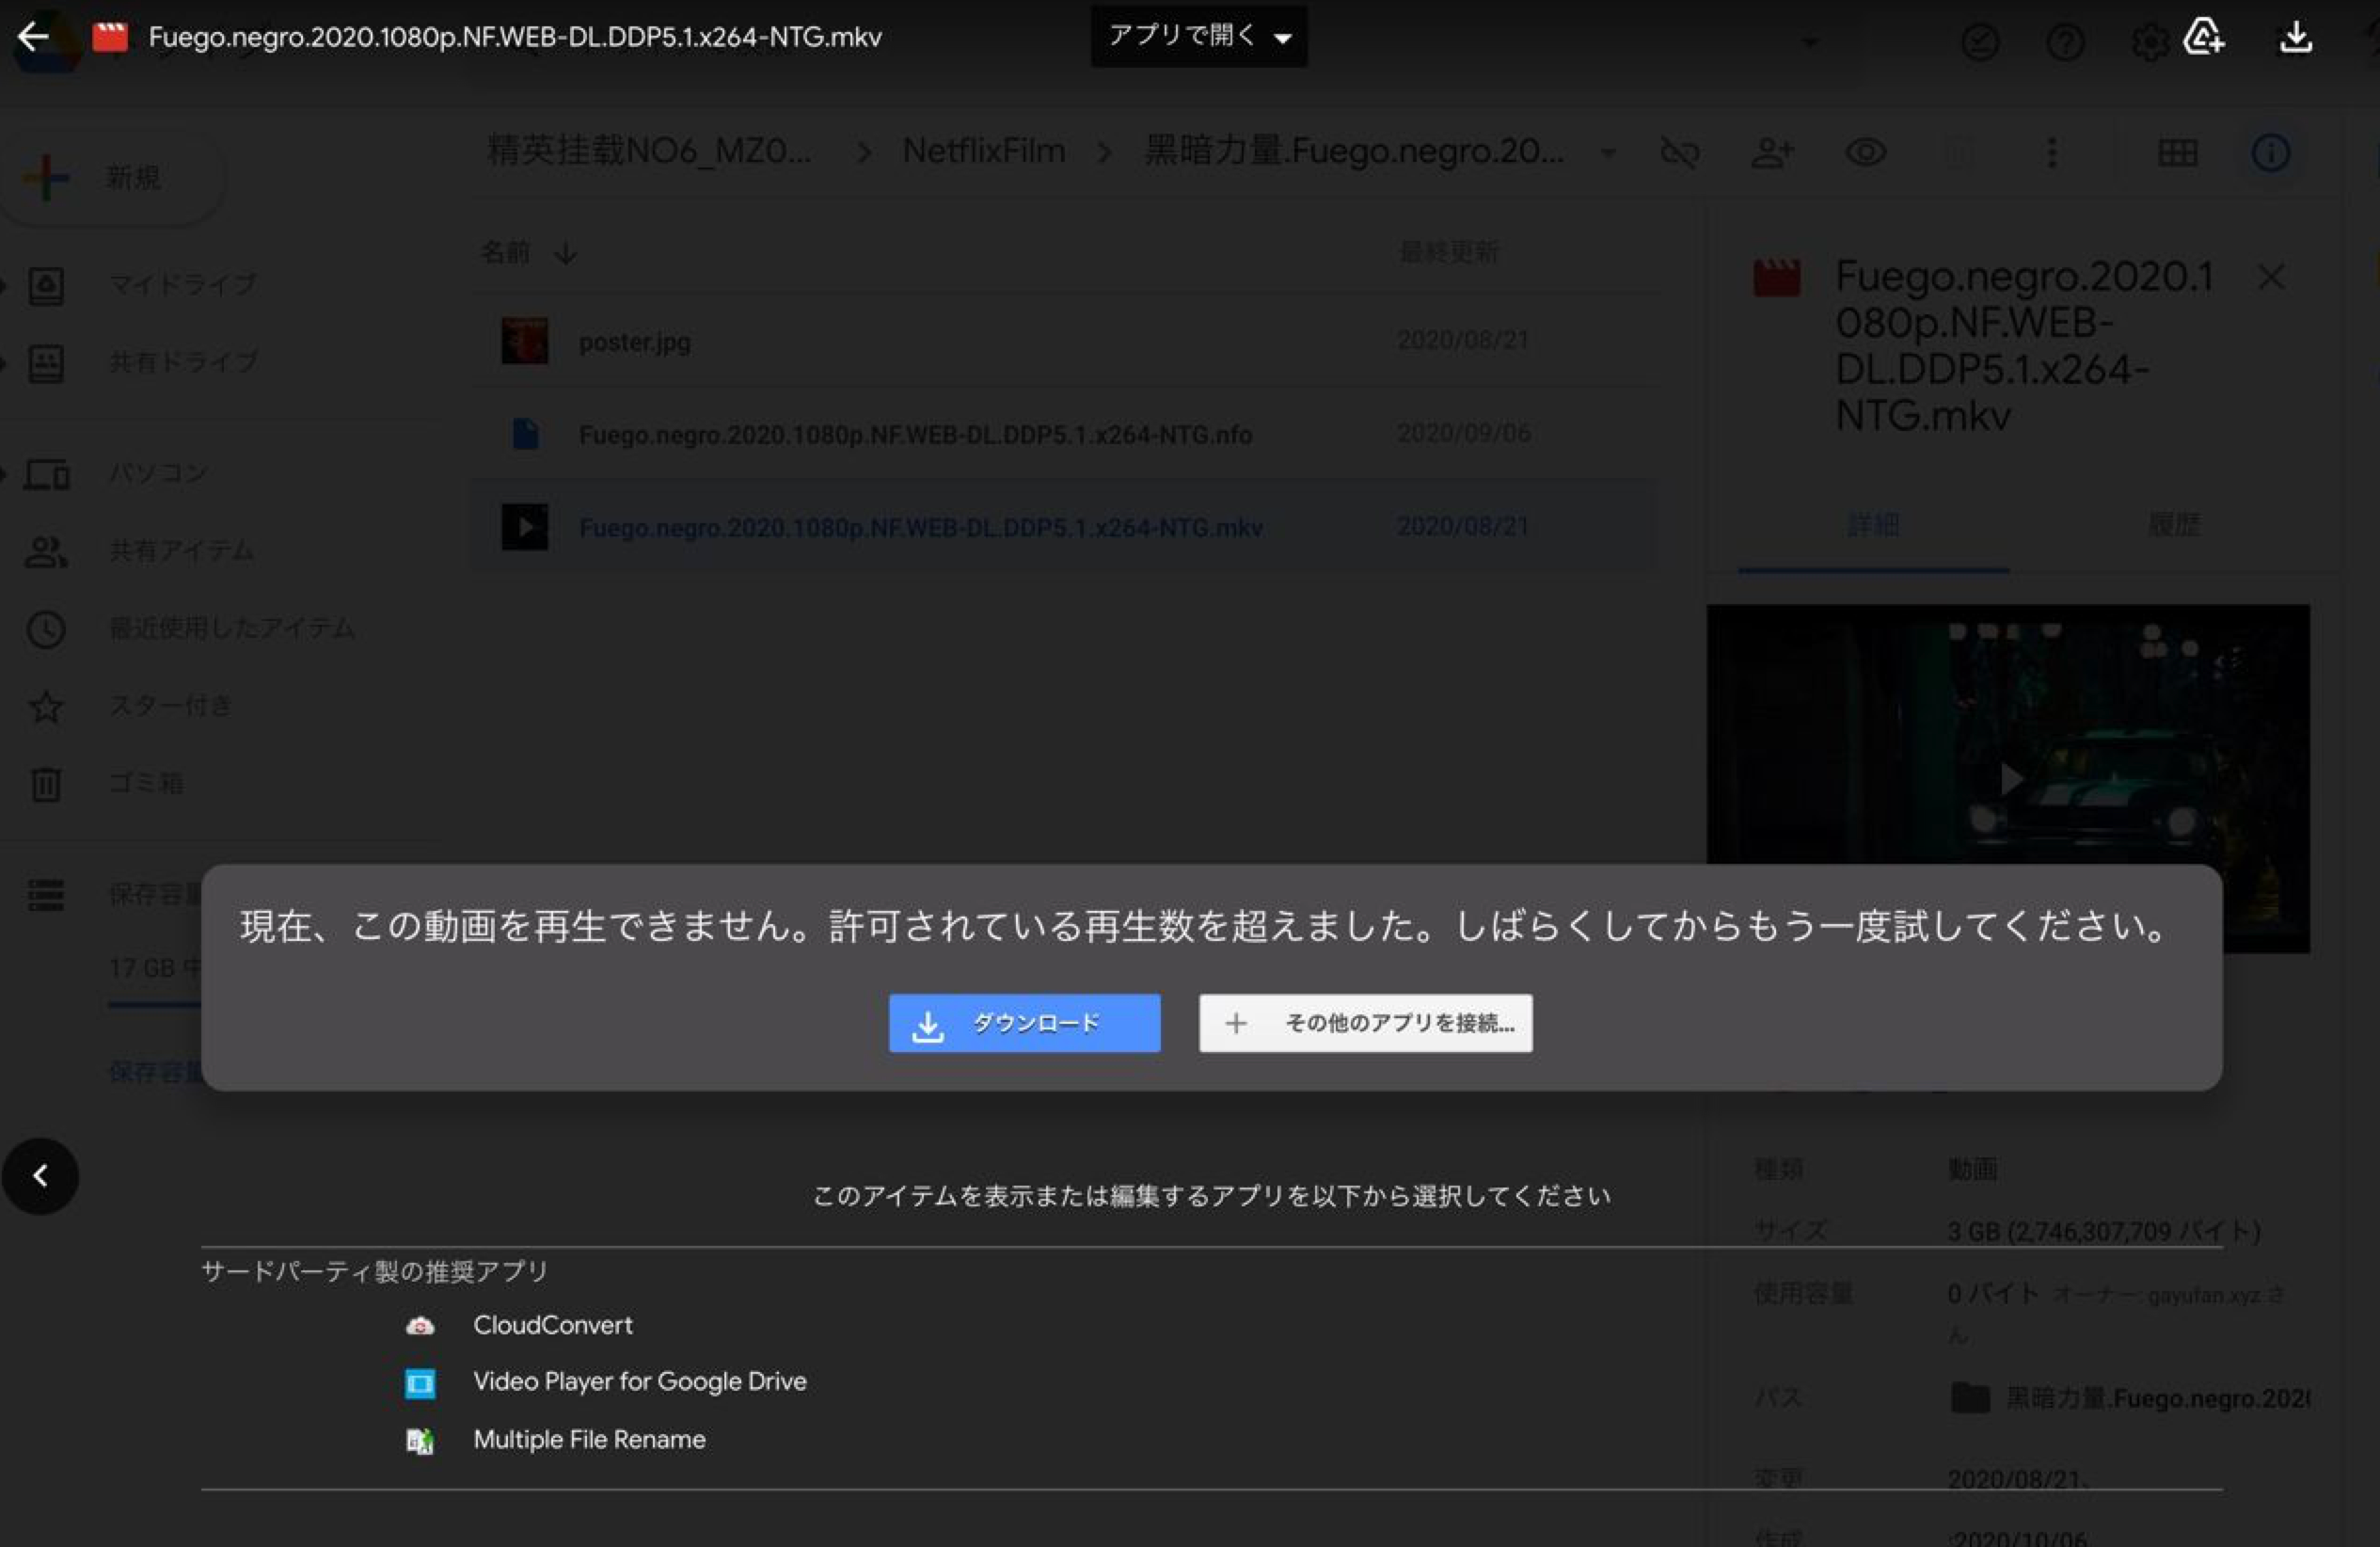 Fuego.negro.2020.1080p.NF.WEB-DL.DDP5.1.x264-NTG.mkv
アプリで開く
精英挂载NO6_MZ0... > NetflixFilm > 黑暗力量.Fuego.negro.20...
新規
マイドライブ
共有ドライブ
パソコン
共有アイテム
最近使用したアイテム
スター付き
ゴミ箱
保存容量
17 GB
保存容量
名前 ↓ 最終更新
poster.jpg 2020/08/21
Fuego.negro.2020.1080p.NF.WEB-DL.DDP5.1.x264-NTG.nfo 2020/09/06
Fuego.negro.2020.1080p.NF.WEB-DL.DDP5.1.x264-NTG.mkv 2020/08/21
Fuego.negro.2020.1
080p.NF.WEB-
DL.DDP5.1.x264-
NTG.mkv
詳細 履歴
現在、この動画を再生できません。許可されている再生数を超えました。しばらくしてからもう一度試してください。
ダウンロード
+ その他のアプリを接続...
このアイテムを表示または編集するアプリを以下から選択してください
サードパーティ製の推奨アプリ
CloudConvert
Video Player for Google Drive
Multiple File Rename
種類 動画
サイズ 3 GB (2,746,307,709 バイト)
使用容量 0 バイト オーナー: gayufan.xyz さ
ん
パス 黑暗力量.Fuego.negro.202
変更 2020/08/21、
作成 2020/10/06